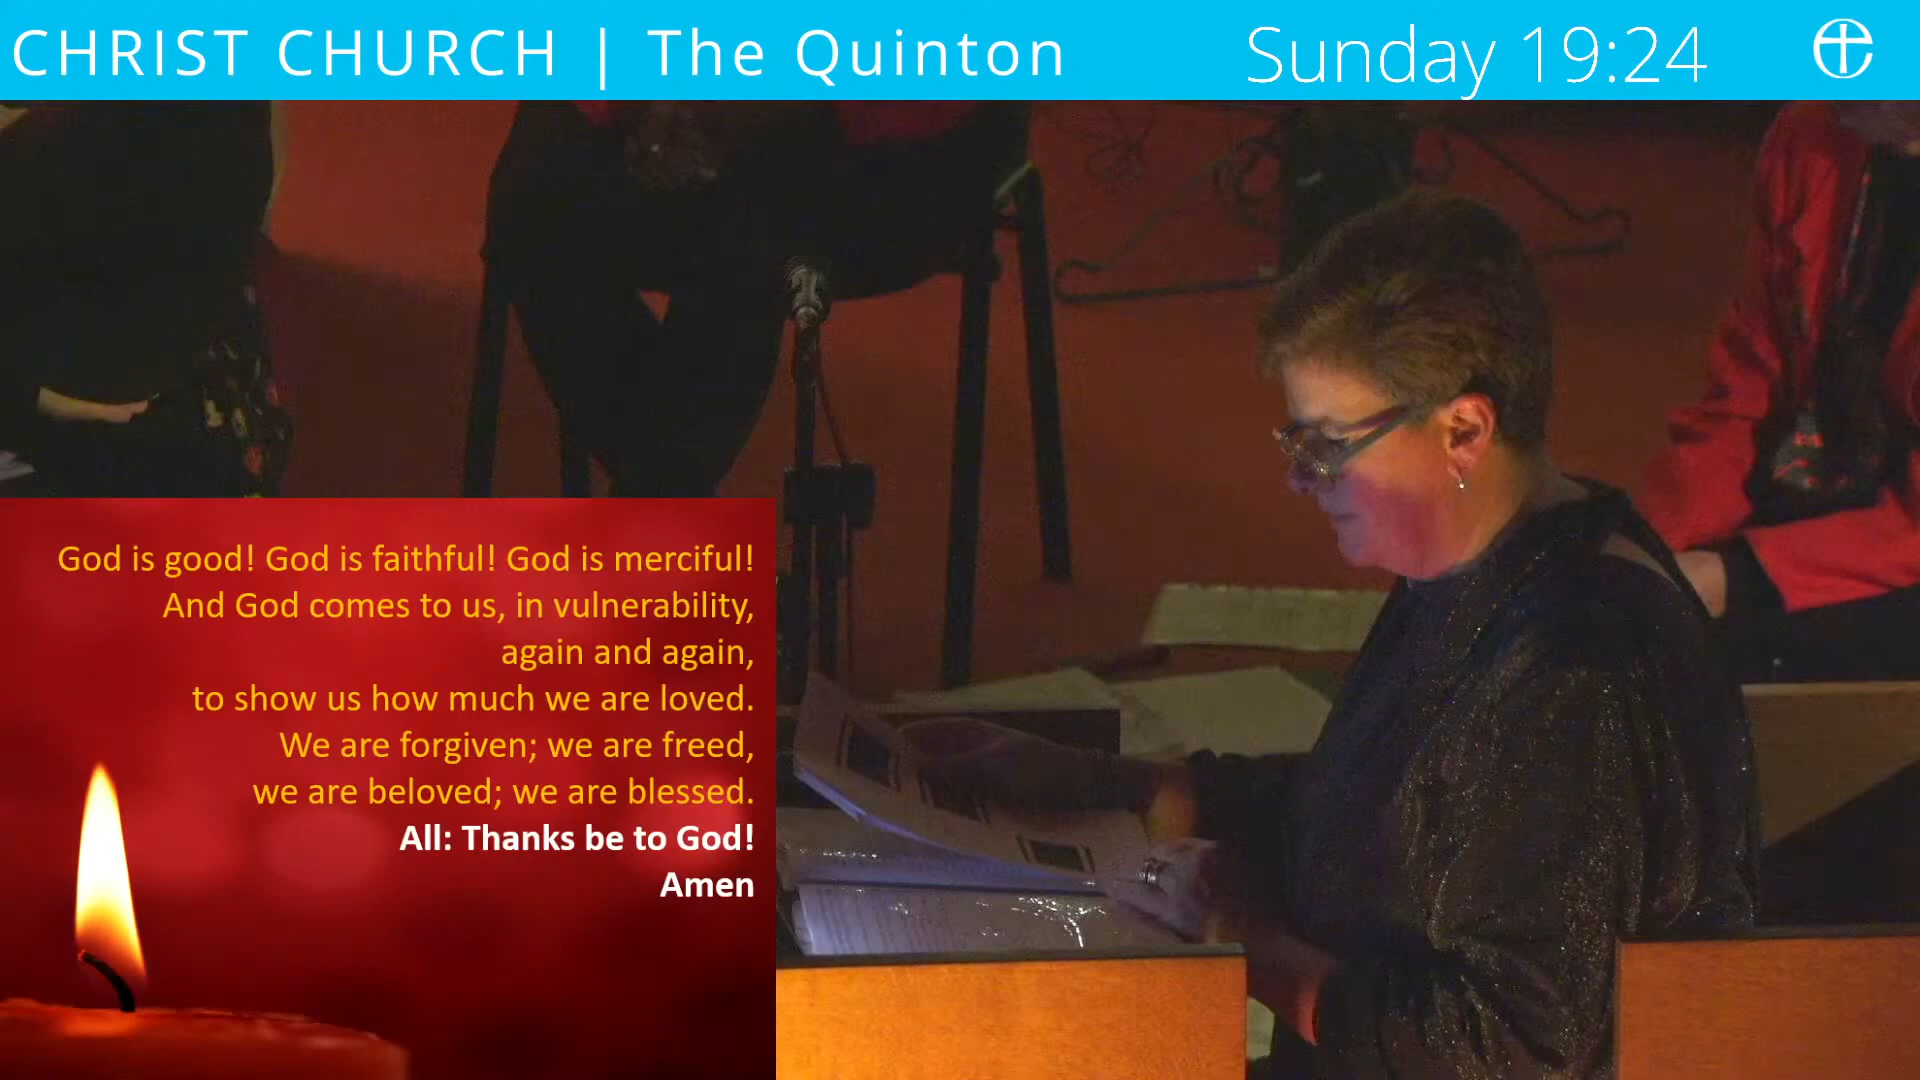 CHRIST CHURCH | The Quinton
Sunday 19:24
God is good! God is faithful! God is merciful!
And God comes to us, in vulnerability,
again and again,
to show us how much we are loved.
We are forgiven; we are freed,
we are beloved; we are blessed.
All: Thanks be to God!
Amen